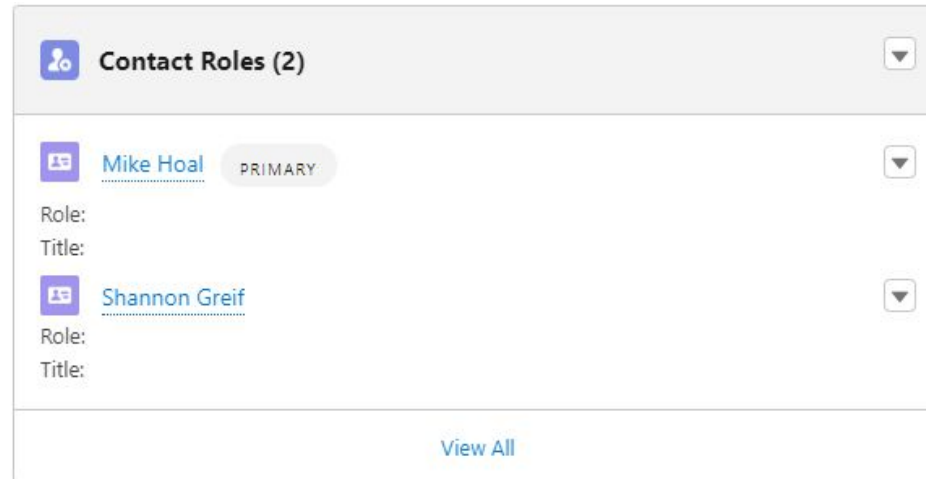 Contact Roles (2)
Mike Hoal PRIMARY
Role:
Title:
Shannon Greif
Role:
Title:
View All